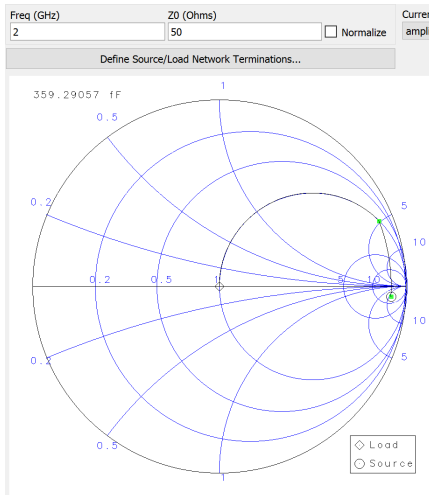 Freq (GHz) Z0 (Ohms) Curren
2 50 Normalize ampli
Define Source/Load Network Terminations...
1
359.29057 fF
0.5 0.5
0.2 5
10
0.2 0.5 1 5 10
10
0.2 5
0.5 0.5
1
Load
Source